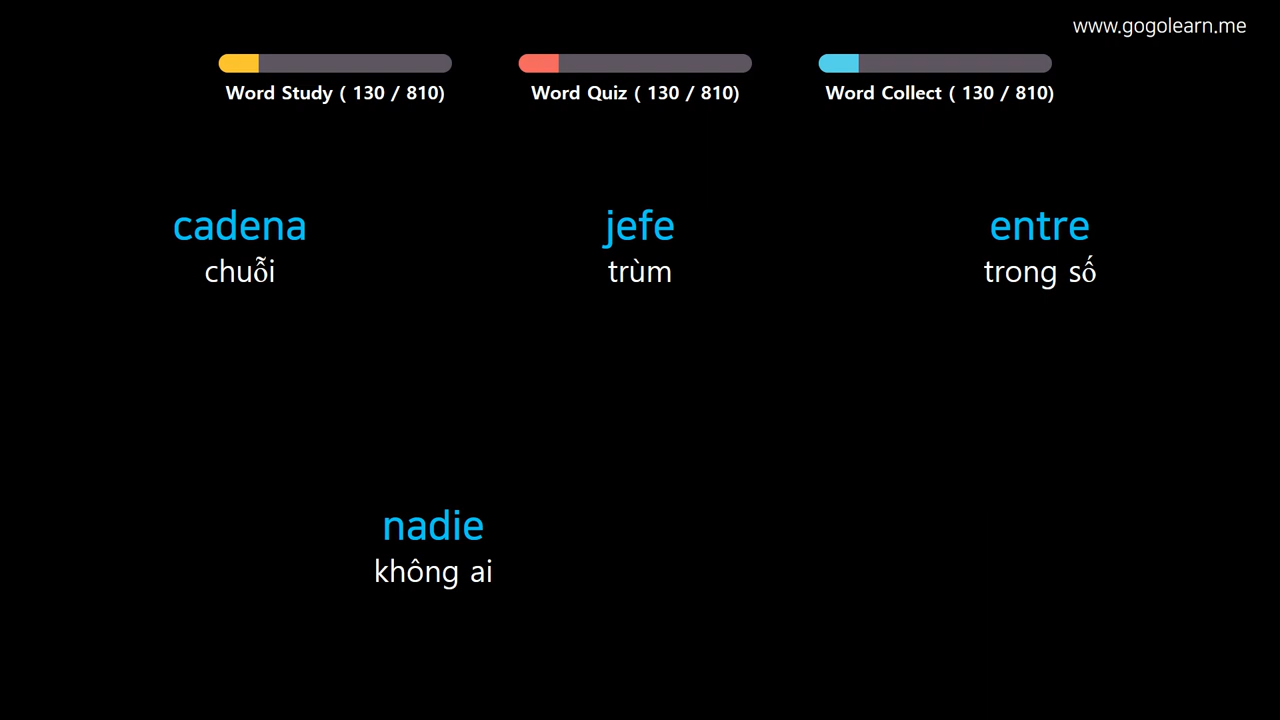 www.gogolearn.me
Word Study ( 130 / 810)
Word Quiz ( 130 / 810)
Word Collect ( 130 / 810)
cadena
chuỗi
jefe
trùm
entre
trong số
nadie
không ai